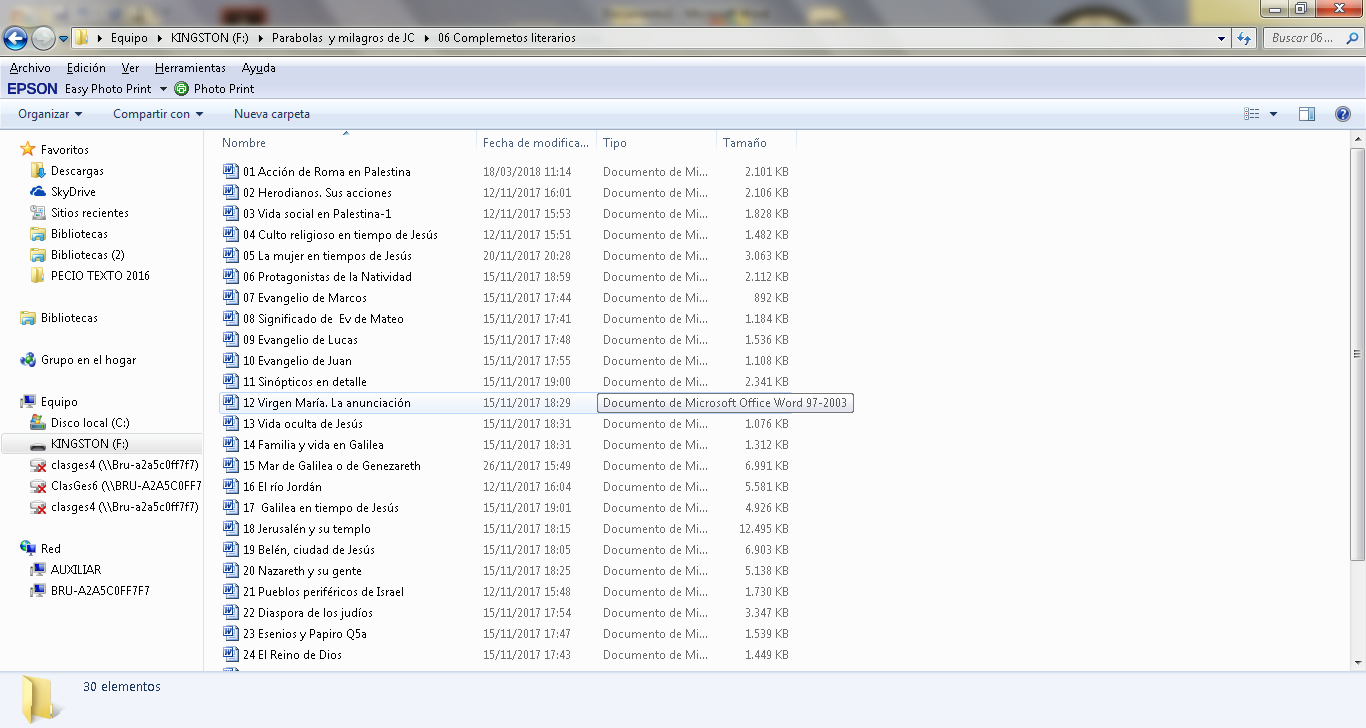 Equipo KINGSTON (F:) Parabolas y milagros de JC 06 Complemetos literarios
Buscar 06 ...
Archivo Edición Ver Herramientas Ayuda
EPSON Easy Photo Print Photo Print
Organizar Compartir con Nueva carpeta
Favoritos
Descargas
SkyDrive
Sitios recientes
Bibliotecas
Bibliotecas (2)
PECIO TEXTO 2016
Bibliotecas
Grupo en el hogar
Equipo
Disco local (C:)
KINGSTON (F:)
clasges4 (\\Bru-a2a5c0ff7f7)
ClasGes6 (\\BRU-A2A5C0FF7
clasges4 (\\Bru-a2a5c0ff7f7)
Red
AUXILIAR
BRU-A2A5C0FF7F7
Nombre Fecha de modifica... Tipo Tamaño
01 Acción de Roma en Palestina 18/03/2018 11:14 Documento de Mi... 2.101 KB
02 Herodianos. Sus acciones 12/11/2017 16:01 Documento de Mi... 2.106 KB
03 Vida social en Palestina-1 12/11/2017 15:53 Documento de Mi... 1.828 KB
04 Culto religioso en tiempo de Jesús 12/11/2017 15:51 Documento de Mi... 1.482 KB
05 La mujer en tiempos de Jesús 20/11/2017 20:28 Documento de Mi... 3.063 KB
06 Protagonistas de la Natividad 15/11/2017 18:59 Documento de Mi... 2.112 KB
07 Evangelio de Marcos 15/11/2017 17:44 Documento de Mi... 892 KB
08 Significado de Ev de Mateo 15/11/2017 17:41 Documento de Mi... 1.184 KB
09 Evangelio de Lucas 15/11/2017 17:48 Documento de Mi... 1.536 KB
10 Evangelio de Juan 15/11/2017 17:55 Documento de Mi... 1.108 KB
11 Sinópticos en detalle 15/11/2017 19:00 Documento de Mi... 2.341 KB
12 Virgen María. La anunciación 15/11/2017 18:29 Documento de Microsoft Office Word 97-2003
13 Vida oculta de Jesús 15/11/2017 18:31 Documento de Mi... 1.076 KB
14 Familia y vida en Galilea 15/11/2017 18:31 Documento de Mi... 1.312 KB
15 Mar de Galilea o de Genezareth 26/11/2017 15:49 Documento de Mi... 6.991 KB
16 El río Jordán 12/11/2017 16:04 Documento de Mi... 5.581 KB
17 Galilea en tiempo de Jesús 15/11/2017 19:01 Documento de Mi... 4.926 KB
18 Jerusalén y su templo 15/11/2017 18:15 Documento de Mi... 12.495 KB
19 Belén, ciudad de Jesús 15/11/2017 18:05 Documento de Mi... 6.903 KB
20 Nazareth y su gente 15/11/2017 18:25 Documento de Mi... 5.138 KB
21 Pueblos periféricos de Israel 12/11/2017 15:48 Documento de Mi... 1.730 KB
22 Diaspora de los judíos 15/11/2017 17:54 Documento de Mi... 3.347 KB
23 Esenios y Papiro Q5a 15/11/2017 17:47 Documento de Mi... 1.539 KB
24 El Reino de Dios 15/11/2017 17:43 Documento de Mi... 1.449 KB
30 elementos